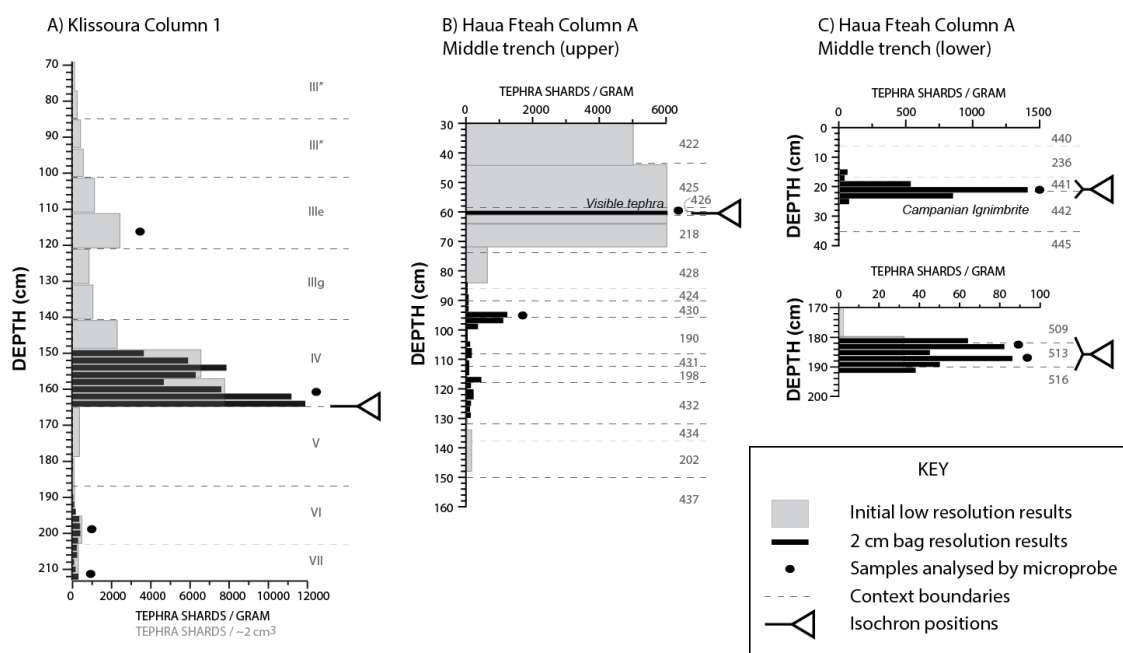 A) Klissoura Column 1
70
80
90
100
110
120
130
140
150
160
170
180
190
200
210
DEPTH (cm)
III"
III"
IIIe
IIIg
IV
V
VI
VII
0 2000 4000 6000 8000 10000 12000
TEPHRA SHARDS / GRAM
TEPHRA SHARDS / ~2 cm3
B) Haua Fteah Column A
Middle trench (upper)
TEPHRA SHARDS / GRAM
0 2000 4000 6000
30
40
50
60
70
80
90
100
110
120
130
140
150
160
DEPTH (cm)
Visible tephra
422
425
426
218
428
424
430
190
431
198
432
434
202
437
C) Haua Fteah Column A
Middle trench (lower)
TEPHRA SHARDS / GRAM
0 500 1000 1500
0
10
20
30
40
DEPTH (cm)
Campanian Ignimbrite
440
236
441
442
445
TEPHRA SHARDS / GRAM
0 20 40 60 80 100
170
180
190
200
DEPTH (cm)
509
513
516
KEY
Initial low resolution results
2 cm bag resolution results
Samples analysed by microprobe
Context boundaries
Isochron positions